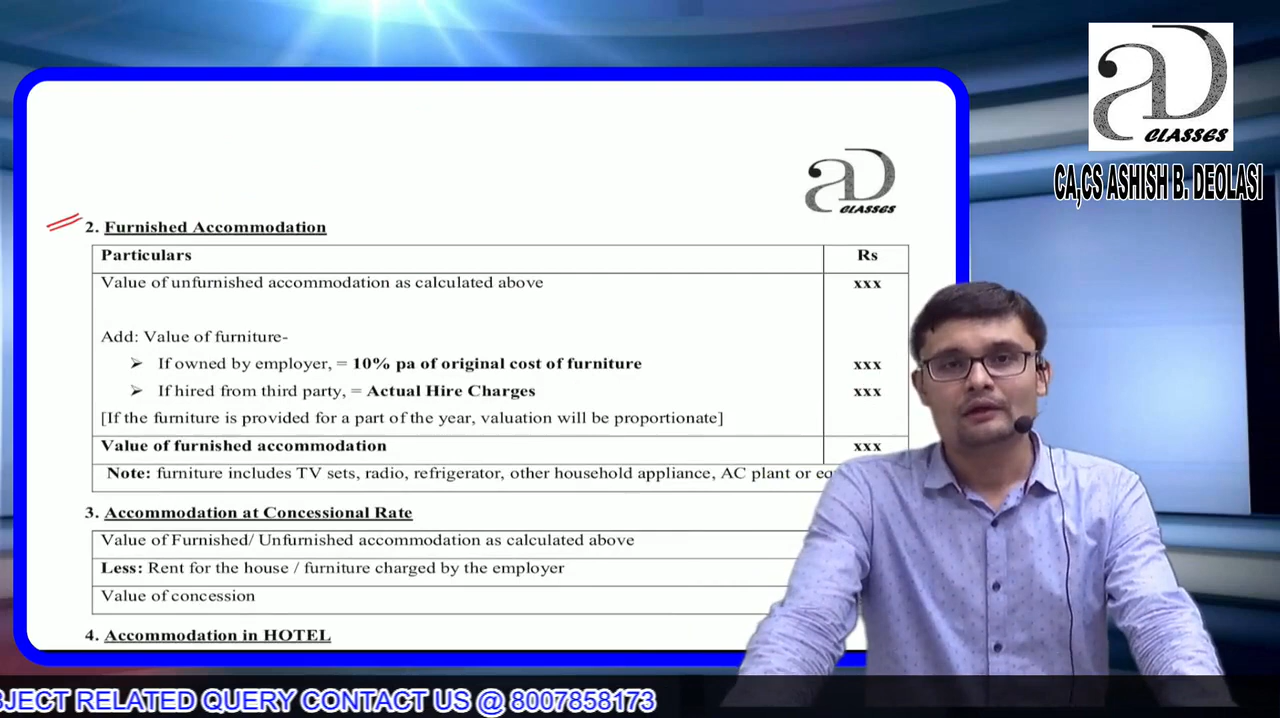 aD
CLASSES
CA,CS ASHISH B. DEOLASI
aD
CLASSES
2. Furnished Accommodation
Particulars Rs
Value of unfurnished accommodation as calculated above xxx
Add: Value of furniture-
➢ If owned by employer, = 10% pa of original cost of furniture xxx
➢ If hired from third party, = Actual Hire Charges xxx
[If the furniture is provided for a part of the year, valuation will be proportionate]
Value of furnished accommodation xxx
Note: furniture includes TV sets, radio, refrigerator, other household appliance, AC plant or
3. Accommodation at Concessional Rate
Value of Furnished/ Unfurnished accommodation as calculated above
Less: Rent for the house / furniture charged by the employer
Value of concession
4. Accommodation in HOTEL
BJECT RELATED QUERY CONTACT US @ 8007858173